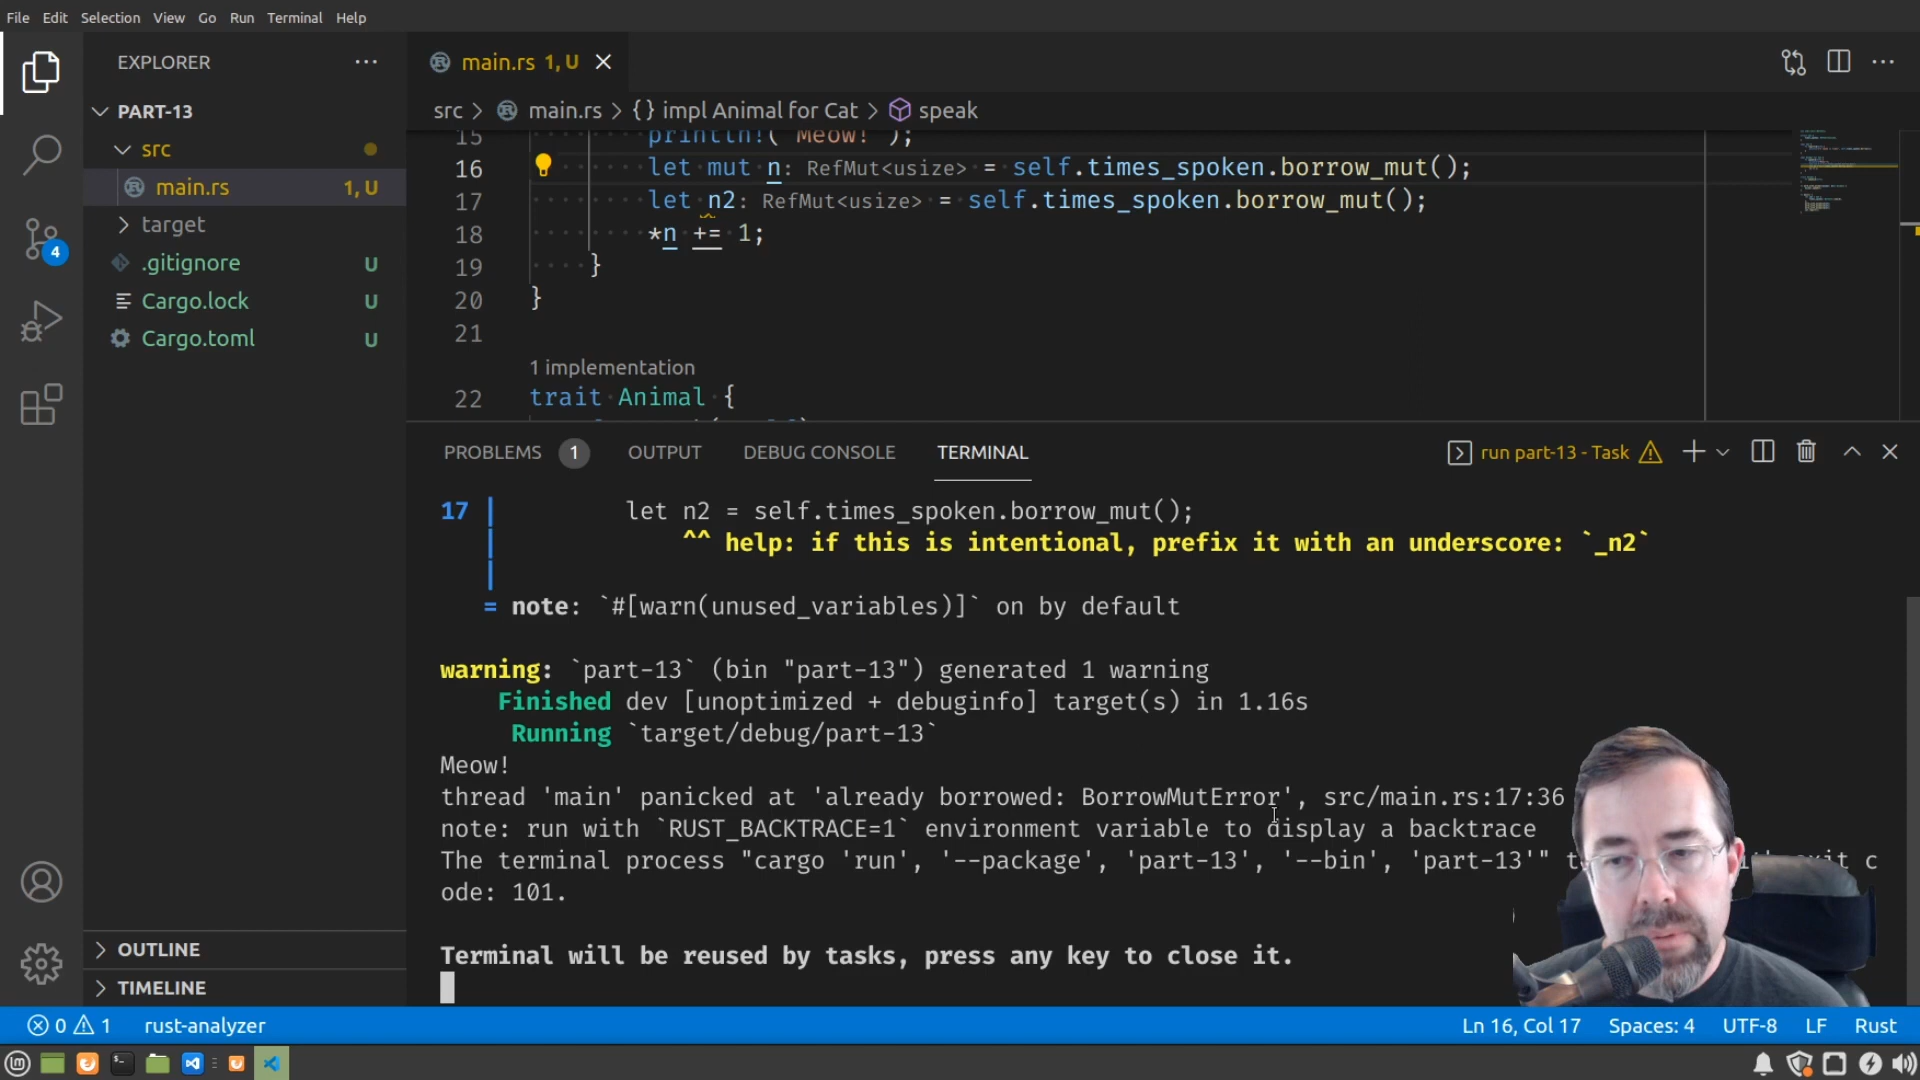 File Edit Selection View Go Run Terminal Help
EXPLORER
PART-13
src
main.rs 1, U
target
.gitignore U
Cargo.lock U
Cargo.toml U
4
OUTLINE
TIMELINE
main.rs 1, U
src > main.rs > {} impl Animal for Cat > speak
15 println!("Meow!");
16 let mut n: RefMut<usize> = self.times_spoken.borrow_mut();
17 let n2: RefMut<usize> = self.times_spoken.borrow_mut();
18 *n += 1;
19 }
20 }
21
1 implementation
22 trait Animal {
PROBLEMS 1 OUTPUT DEBUG CONSOLE TERMINAL run part-13 - Task
17 | let n2 = self.times_spoken.borrow_mut();
| ^^ help: if this is intentional, prefix it with an underscore: `_n2`
|
= note: `#[warn(unused_variables)]` on by default
warning: `part-13` (bin "part-13") generated 1 warning
Finished dev [unoptimized + debuginfo] target(s) in 1.16s
Running `target/debug/part-13`
Meow!
thread 'main' panicked at 'already borrowed: BorrowMutError', src/main.rs:17:36
note: run with `RUST_BACKTRACE=1` environment variable to display a backtrace
The terminal process "cargo 'run', '--package', 'part-13', '--bin', 'part-13'" exit c
ode: 101.
Terminal will be reused by tasks, press any key to close it.
0 1 rust-analyzer Ln 16, Col 17 Spaces: 4 UTF-8 LF Rust